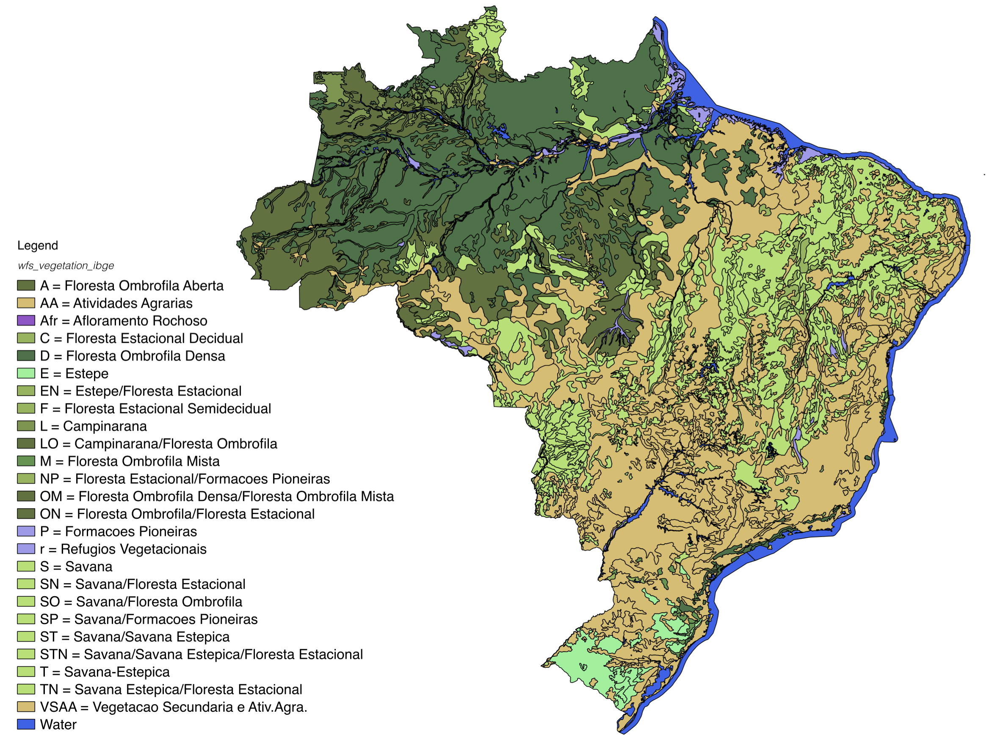 Legend
wfs_vegetation_ibge
A = Floresta Ombrofila Aberta
AA = Atividades Agrarias
Afr = Afloramento Rochoso
C = Floresta Estacional Decidual
D = Floresta Ombrofila Densa
E = Estepe
EN = Estepe/Floresta Estacional
F = Floresta Estacional Semidecidual
L = Campinarana
LO = Campinarana/Floresta Ombrofila
M = Floresta Ombrofila Mista
NP = Floresta Estacional/Formacoes Pioneiras
OM = Floresta Ombrofila Densa/Floresta Ombrofila Mista
ON = Floresta Ombrofila/Floresta Estacional
P = Formacoes Pioneiras
r = Refugios Vegetacionais
S = Savana
SN = Savana/Floresta Estacional
SO = Savana/Floresta Ombrofila
SP = Savana/Formacoes Pioneiras
ST = Savana/Savana Estepica
STN = Savana/Savana Estepica/Floresta Estacional
T = Savana-Estepica
TN = Savana Estepica/Floresta Estacional
VSAA = Vegetacao Secundaria e Ativ.Agra.
Water